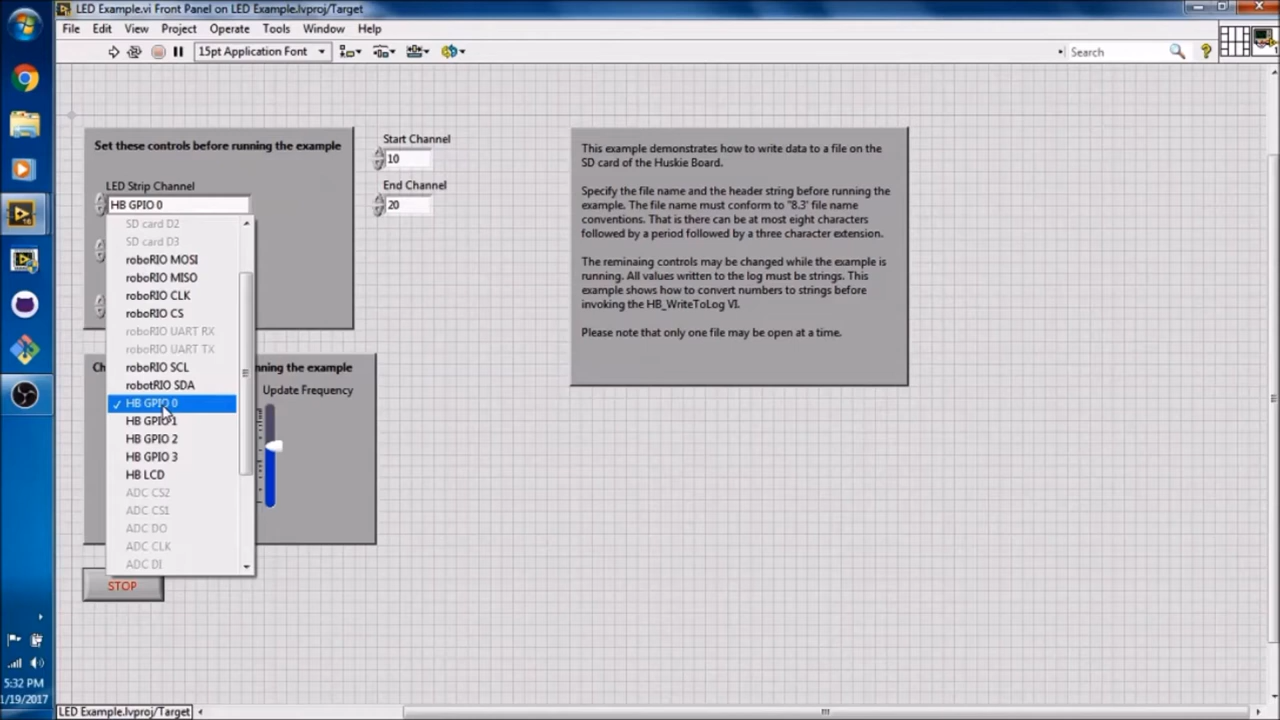 LED Example.vi Front Panel on LED Example.lvproj/Target
File Edit View Project Operate Tools Window Help
15pt Application Font
Search
Set these controls before running the example
LED Strip Channel
HB GPIO 0
SD card D2
SD card D3
roboRIO MOSI
roboRIO MISO
roboRIO CLK
roboRIO CS
roboRIO UART RX
roboRIO UART TX
roboRIO SCL
robotRIO SDA
HB GPIO 0
HB GPIO 1
HB GPIO 2
HB GPIO 3
HB LCD
ADC CS2
ADC CS1
ADC DO
ADC CLK
ADC DI
Start Channel
10
End Channel
20
Ch
nning the example
Update Frequency
STOP
This example demonstrates how to write data to a file on the
SD card of the Huskie Board.
Specify the file name and the header string before running the
example. The file name must conform to "8.3' file name
conventions. That is there can be at most eight characters
followed by a period followed by a three character extension.
The reminaing controls may be changed while the example is
running. All values written to the log must be strings. This
example shows how to convert numbers to strings before
invoking the HB_WriteToLog VI.
Please note that only one file may be open at a time.
5:32 PM
1/19/2017
LED Example.lvproj/Target